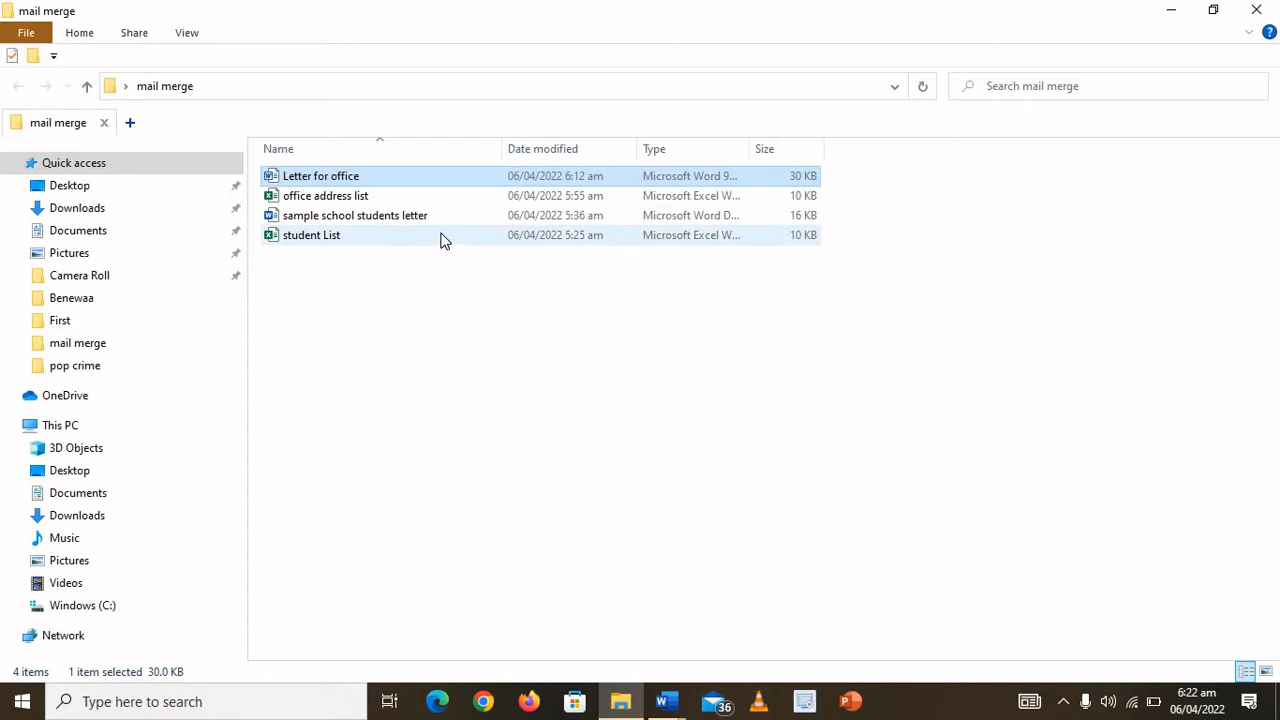 mail merge
File Home Share View
mail merge
Search mail merge
mail merge
Name Date modified Type Size
Quick access
Desktop
Downloads
Documents
Pictures
Camera Roll
Benewaa
First
mail merge
pop crime
OneDrive
This PC
3D Objects
Desktop
Documents
Downloads
Music
Pictures
Videos
Windows (C:)
Network
Letter for office 06/04/2022 6:12 am Microsoft Word 9... 30 KB
office address list 06/04/2022 5:55 am Microsoft Excel W... 10 KB
sample school students letter 06/04/2022 5:36 am Microsoft Word D... 16 KB
student List 06/04/2022 5:25 am Microsoft Excel W... 10 KB
4 items 1 item selected 30.0 KB
Type here to search
36
6:22 am
06/04/2022